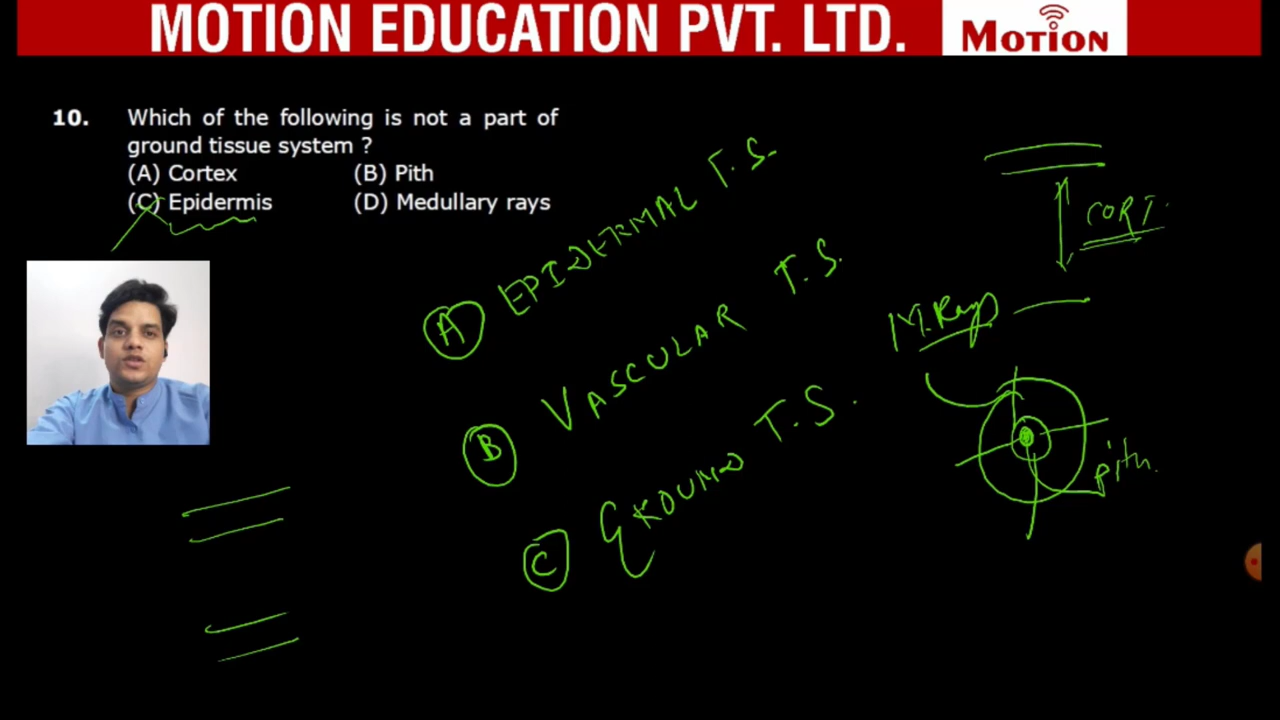 MOTION EDUCATION PVT. LTD.
MOTION
10. Which of the following is not a part of
ground tissue system ?
(A) Cortex (B) Pith
(C) Epidermis (D) Medullary rays
(A) EPIDERMAL T.S.
(B) VASCULAR T.S.
(C) GROUND T.S.
CORT.
M.Rays
Pith.